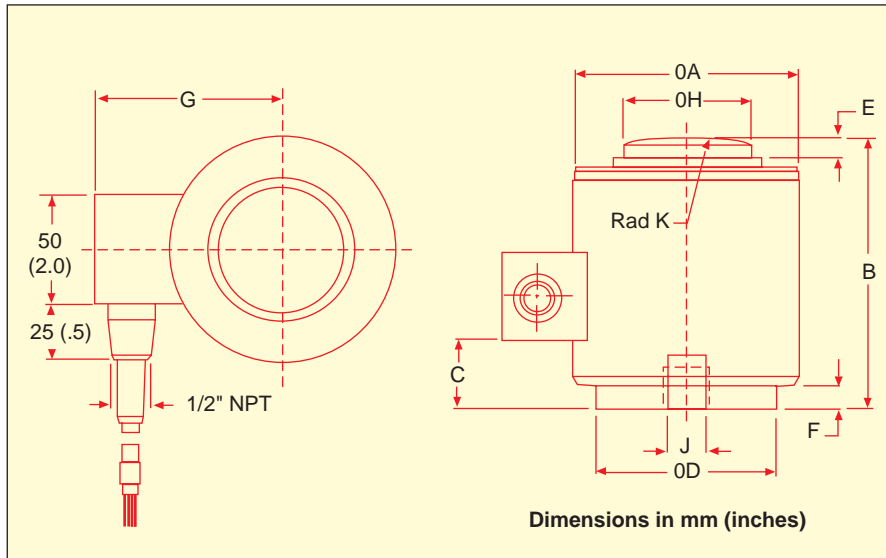 G
50
(2.0)
25 (.5)
1/2" NPT
0A
0H
E
Rad K
B
C
F
J
0D
Dimensions in mm (inches)